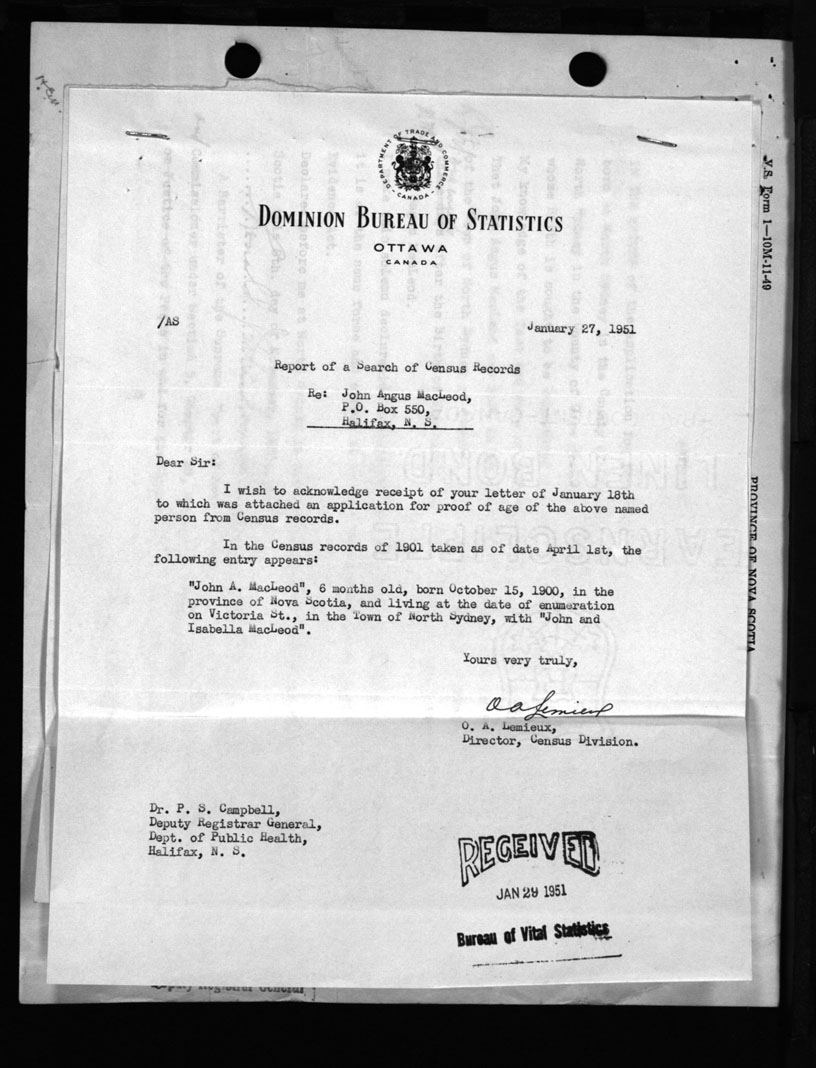 DEPARTMENT OF TRADE AND COMMERCE
CANADA
DOMINION BUREAU OF STATISTICS
OTTAWA
CANADA
/AS
January 27, 1951
Report of a Search of Census Records
Re: John Angus MacLeod,
P.O. Box 550,
Halifax, N. S.
Dear Sir:
I wish to acknowledge receipt of your letter of January 18th
to which was attached an application for proof of age of the above named
person from Census records.
In the Census records of 1901 taken as of date April 1st, the
following entry appears:
"John A. MacLeod", 6 months old, born October 15, 1900, in the
province of Nova Scotia, and living at the date of enumeration
on Victoria St., in the Town of North Sydney, with "John and
Isabella MacLeod".
Yours very truly,
O A Lemieux
O. A. Lemieux,
Director, Census Division.
Dr. P. S. Campbell,
Deputy Registrar General,
Dept. of Public Health,
Halifax, N. S.
RECEIVED
JAN 29 1951
Bureau of Vital Statistics
Deputy Registrar General
V.S. Form 1—10M-11-49
PROVINCE OF NOVA SCOTIA